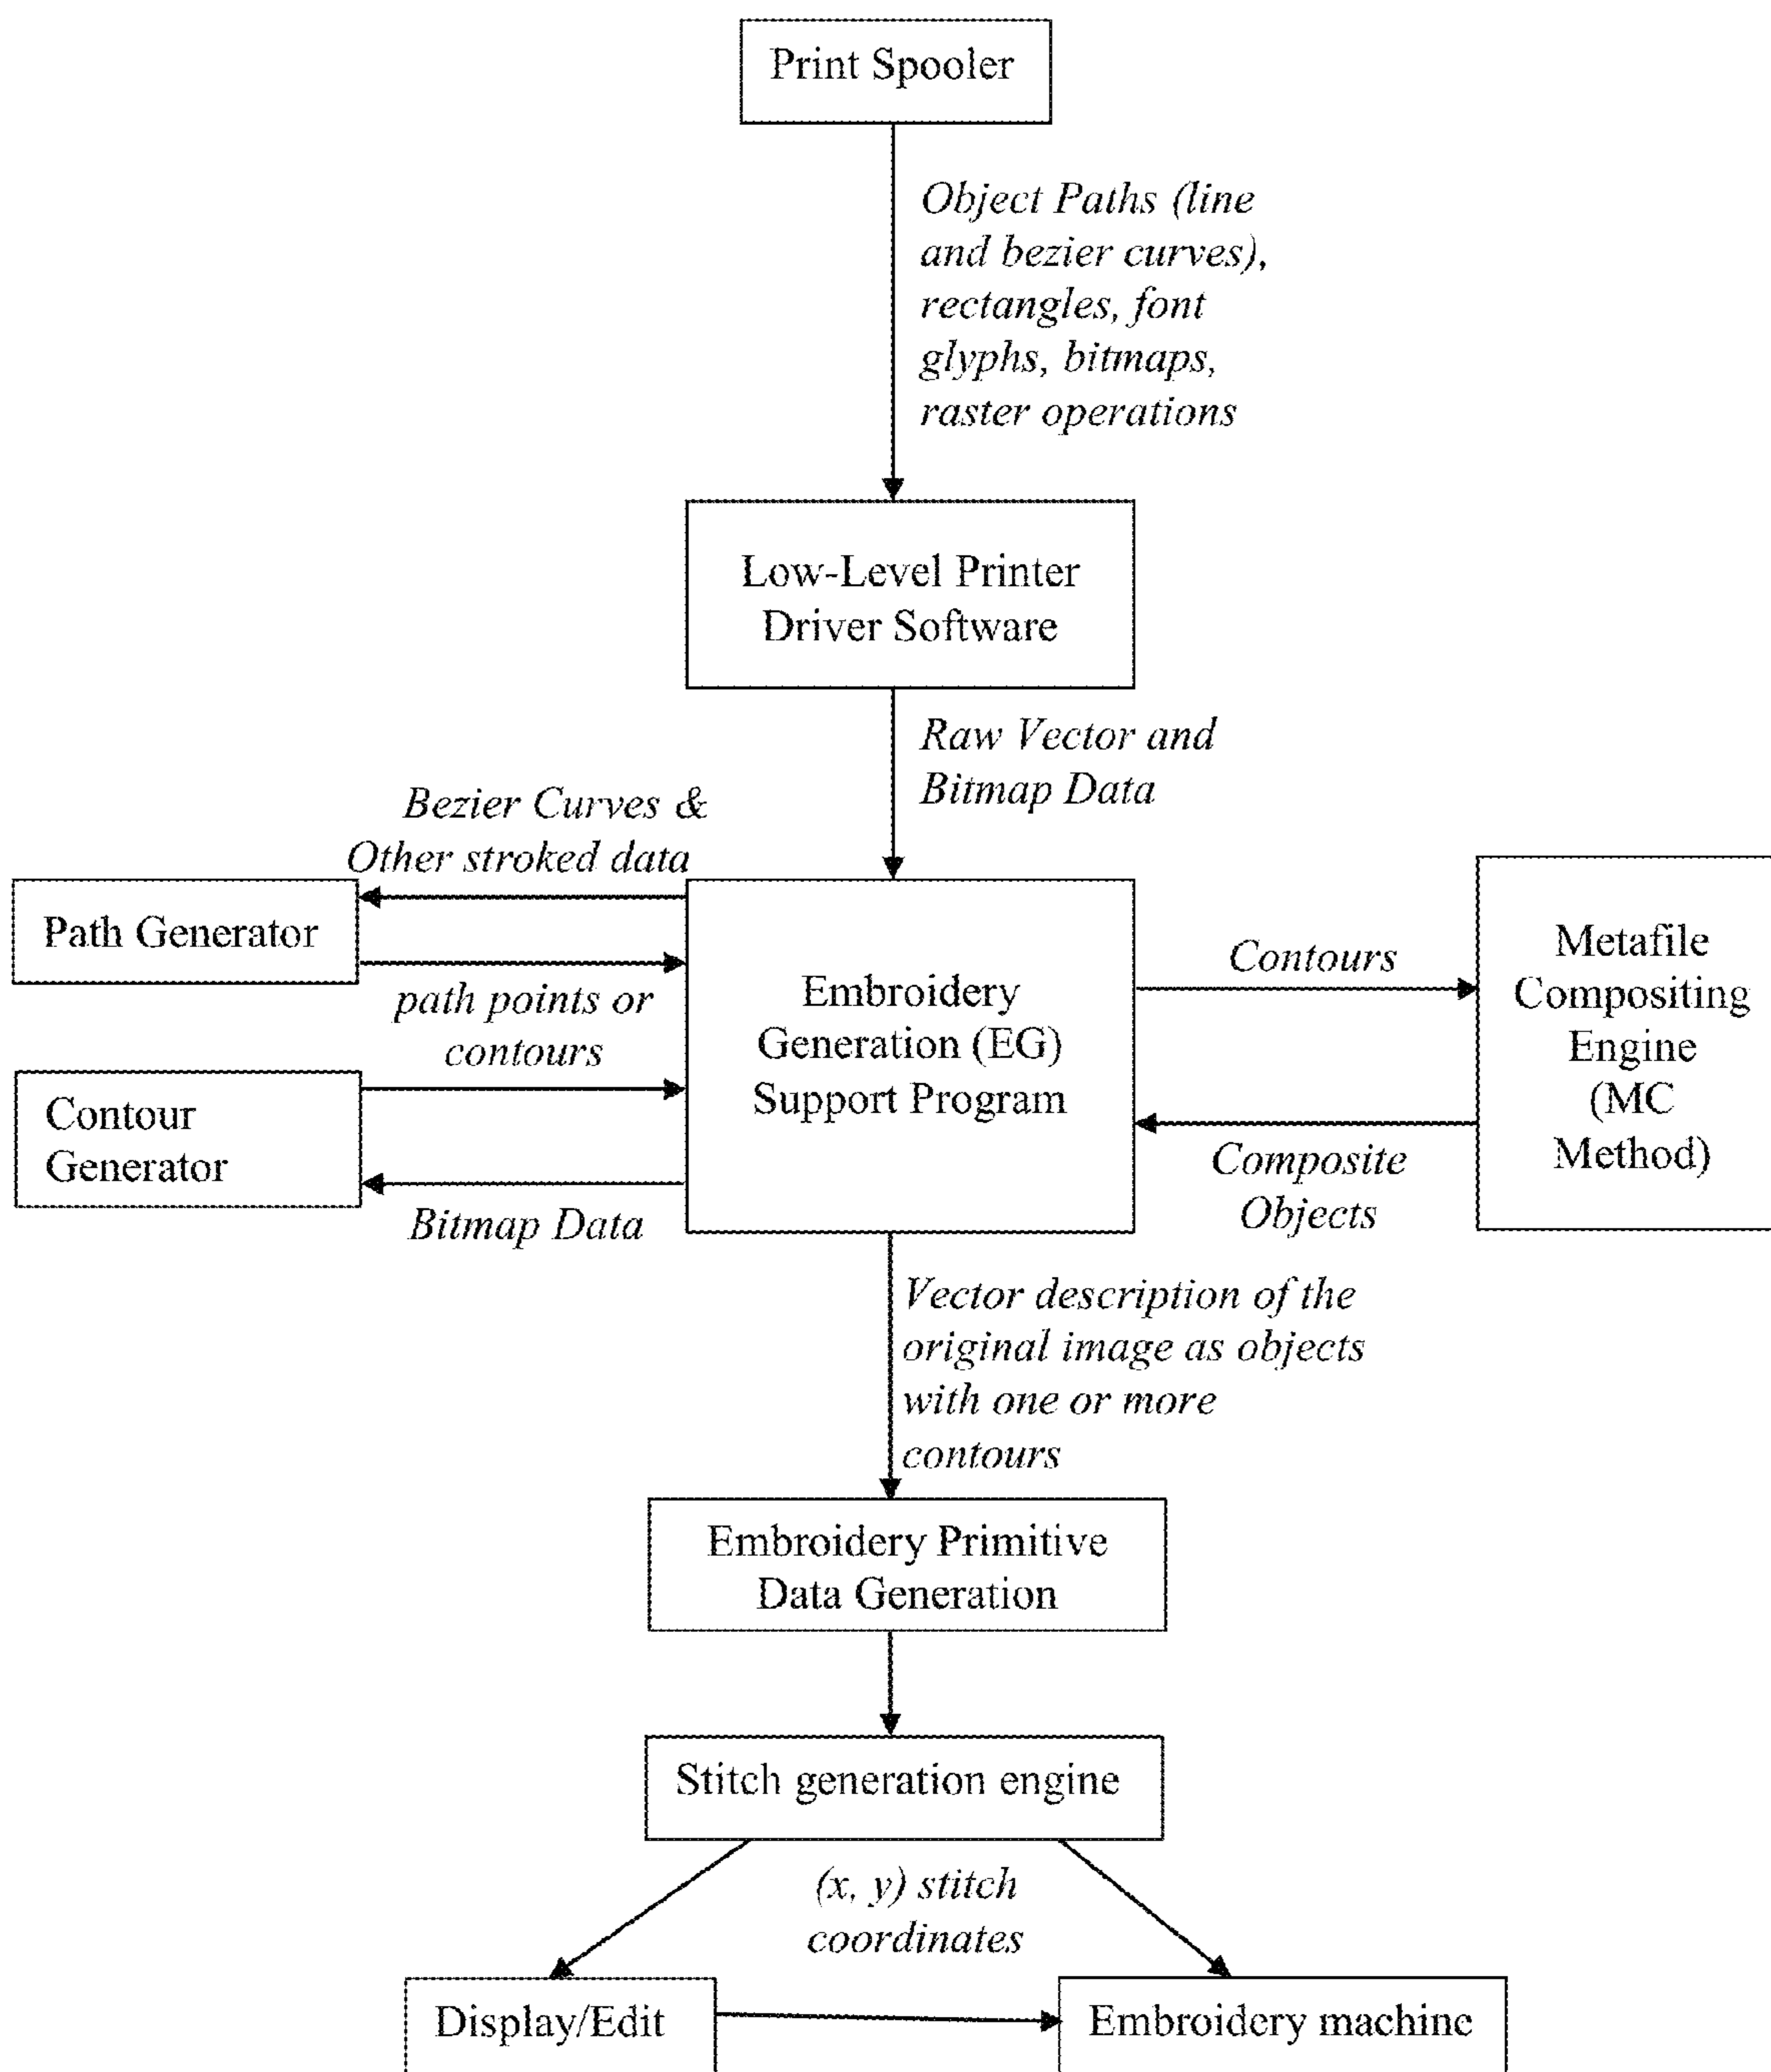 Print Spooler
Object Paths (line
and bezier curves),
rectangles, font
glyphs, bitmaps,
raster operations
Low-Level Printer
Driver Software
Raw Vector and
Bitmap Data
Bezier Curves &
Other stroked data
Path Generator
path points or
contours
Contour
Generator
Bitmap Data
Embroidery
Generation (EG)
Support Program
Contours
Composite
Objects
Metafile
Compositing
Engine
(MC
Method)
Vector description of the
original image as objects
with one or more
contours
Embroidery Primitive
Data Generation
Stitch generation engine
(x, y) stitch
coordinates
Display/Edit
Embroidery machine